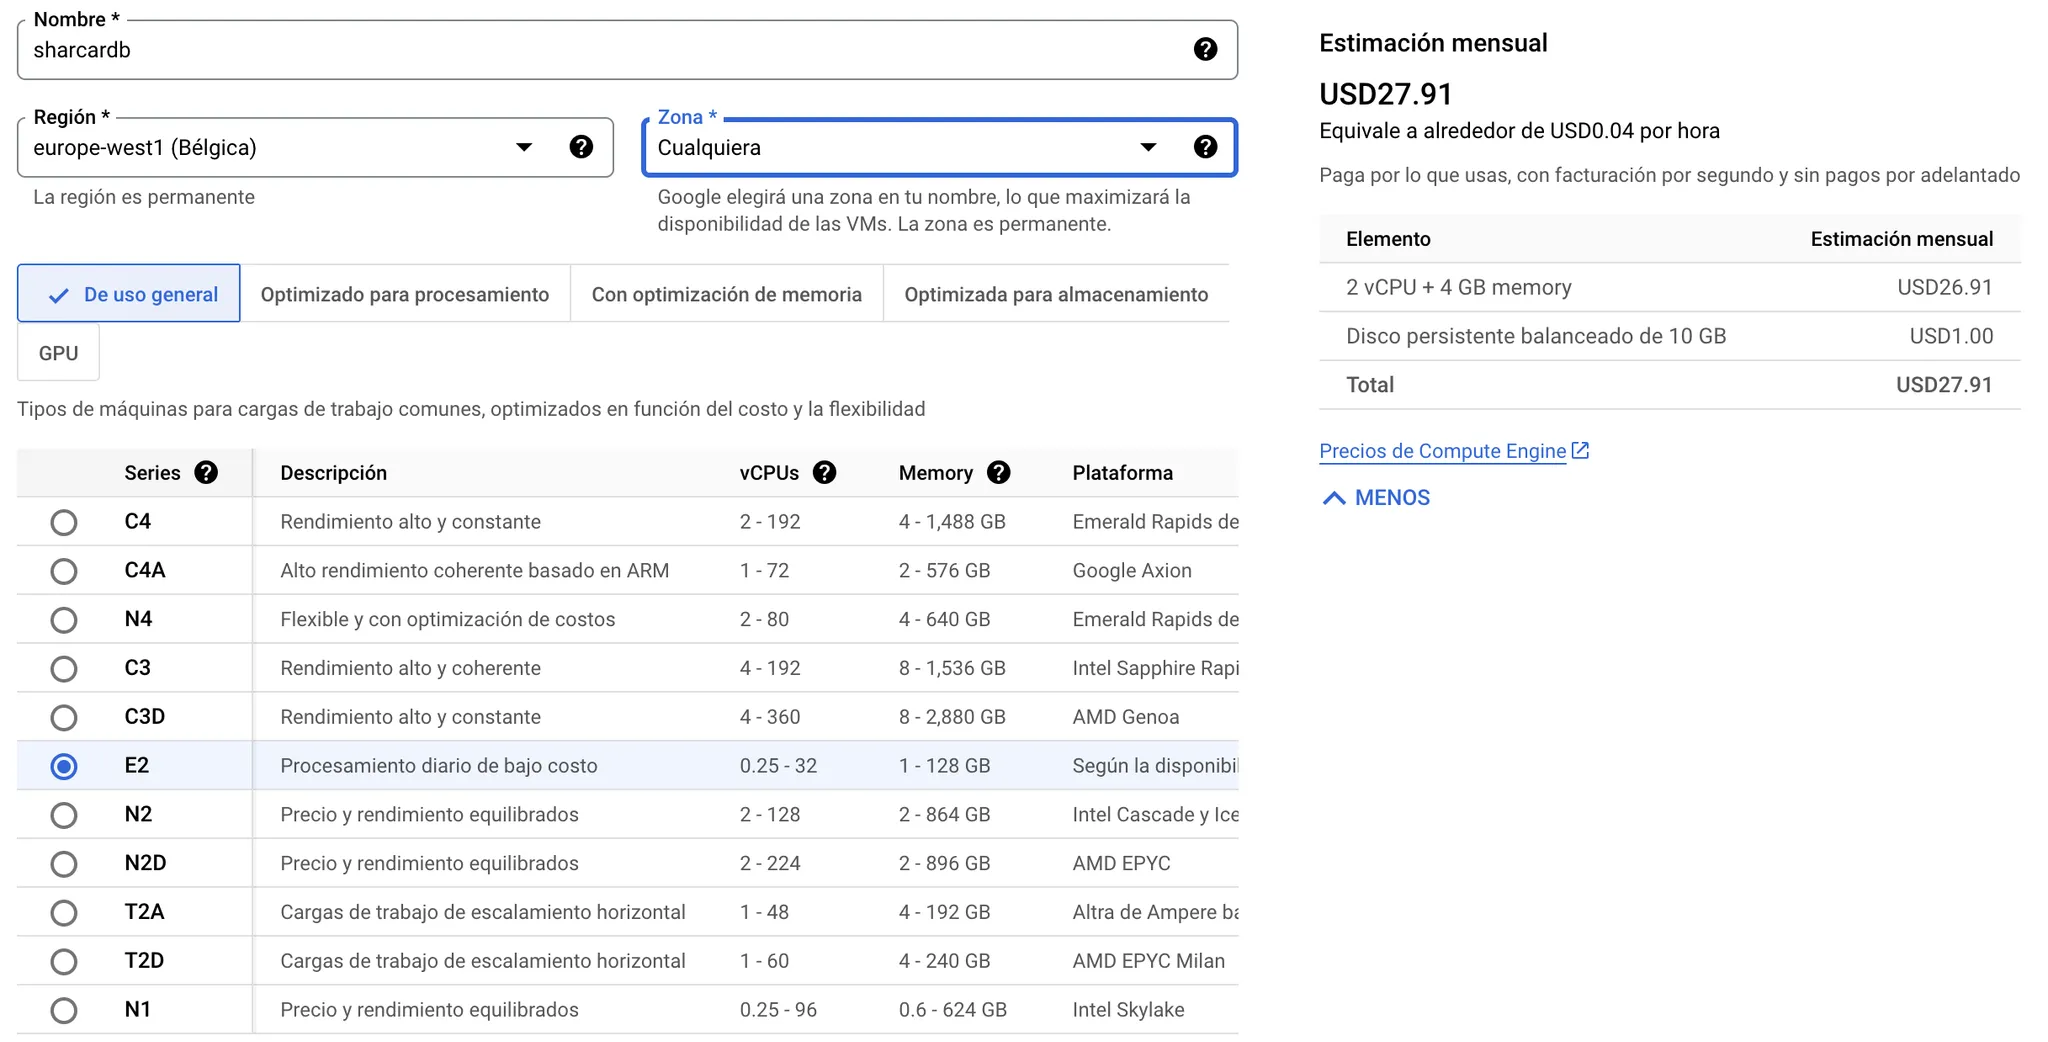 Nombre *
sharcardb
Región *
europe-west1 (Bélgica)
La región es permanente
Zona *
Cualquiera
Google elegirá una zona en tu nombre, lo que maximizará la
disponibilidad de las VMs. La zona es permanente.
De uso general
Optimizado para procesamiento
Con optimización de memoria
Optimizada para almacenamiento
GPU
Tipos de máquinas para cargas de trabajo comunes, optimizados en función del costo y la flexibilidad
Series Descripción vCPUs Memory Plataforma
C4 Rendimiento alto y constante 2 - 192 4 - 1,488 GB Emerald Rapids de
C4A Alto rendimiento coherente basado en ARM 1 - 72 2 - 576 GB Google Axion
N4 Flexible y con optimización de costos 2 - 80 4 - 640 GB Emerald Rapids de
C3 Rendimiento alto y coherente 4 - 192 8 - 1,536 GB Intel Sapphire Rapi
C3D Rendimiento alto y constante 4 - 360 8 - 2,880 GB AMD Genoa
E2 Procesamiento diario de bajo costo 0.25 - 32 1 - 128 GB Según la disponibil
N2 Precio y rendimiento equilibrados 2 - 128 2 - 864 GB Intel Cascade y Ice
N2D Precio y rendimiento equilibrados 2 - 224 2 - 896 GB AMD EPYC
T2A Cargas de trabajo de escalamiento horizontal 1 - 48 4 - 192 GB Altra de Ampere ba
T2D Cargas de trabajo de escalamiento horizontal 1 - 60 4 - 240 GB AMD EPYC Milan
N1 Precio y rendimiento equilibrados 0.25 - 96 0.6 - 624 GB Intel Skylake
Estimación mensual
USD27.91
Equivale a alrededor de USD0.04 por hora
Paga por lo que usas, con facturación por segundo y sin pagos por adelantado
Elemento Estimación mensual
2 vCPU + 4 GB memory USD26.91
Disco persistente balanceado de 10 GB USD1.00
Total USD27.91
Precios de Compute Engine
MENOS